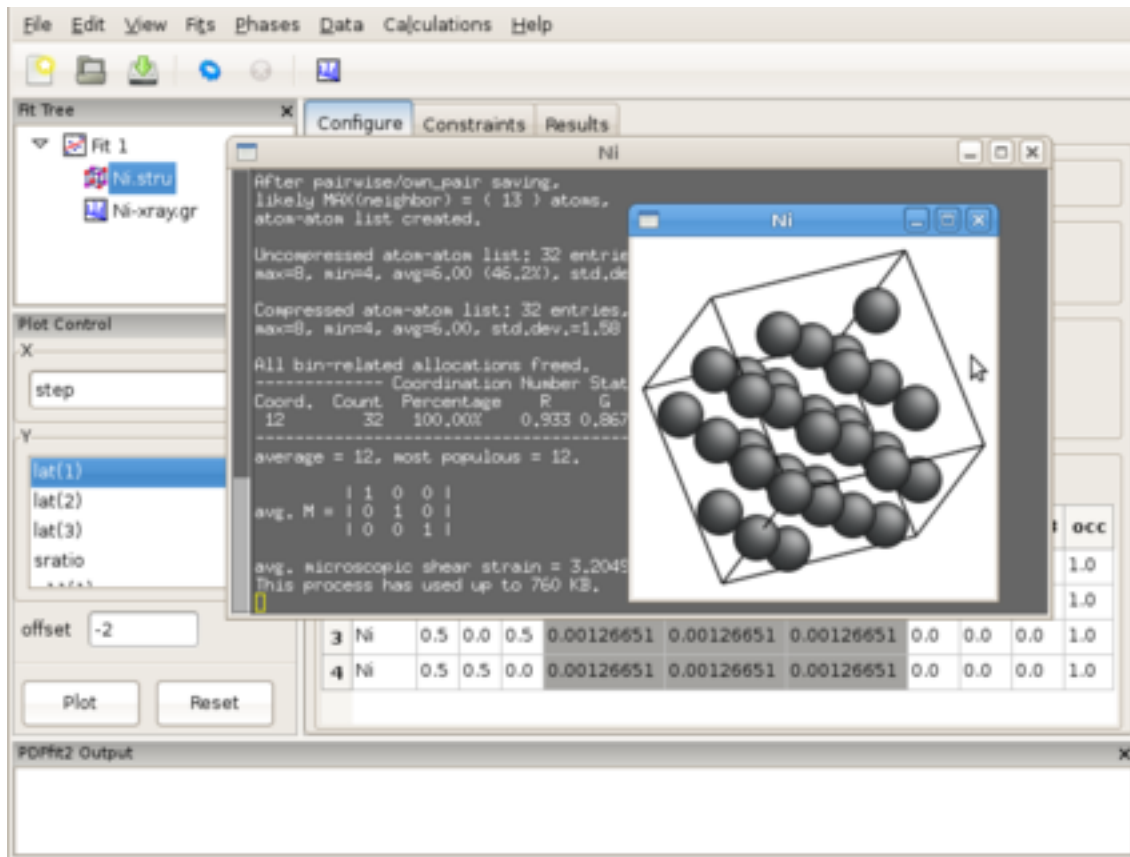 File Edit View Fits Phases Data Calculations Help
Fit Tree
Configure Constraints Results
Fit 1
Ni.stru
Ni-xray.gr
Ni
After pairwise/own_pair saving,
likely MAX(neighbor) = ( 13 ) atoms,
atom-atom list created.
Uncompressed atom-atom list: 32 entrie
max=8, min=4, avg=6.00 (46.2%), std.de
Compressed atom-atom list: 32 entries,
max=8, min=4, avg=6.00, std.dev.=1.58
All bin-related allocations freed.
------------- Coordination Number Stat
Coord. Count Percentage R G
12 32 100.00% 0.933 0.867
average = 12, most populous = 12.
| 1 0 0 |
avg. M = | 0 1 0 |
| 0 0 1 |
avg. microscopic shear strain = 3.2049
This process has used up to 760 KB.
Ni
Plot Control
X
step
Y
lat(1)
lat(2)
lat(3)
sratio
offset -2
Plot Reset
occ
1.0
1.0
3 Ni 0.5 0.0 0.5 0.00126651 0.00126651 0.00126651 0.0 0.0 0.0 1.0
4 Ni 0.5 0.5 0.0 0.00126651 0.00126651 0.00126651 0.0 0.0 0.0 1.0
PDFfit2 Output